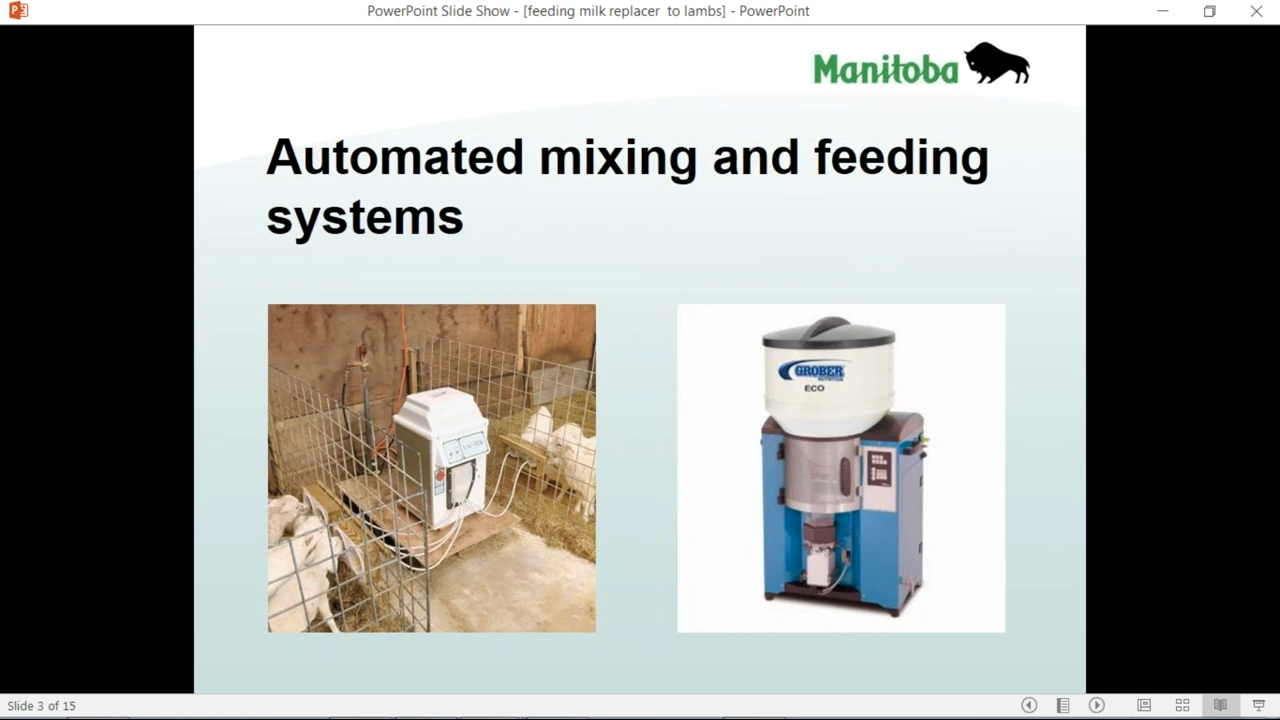 PowerPoint Slide Show - [feeding milk replacer  to lambs] - PowerPoint
Manitoba
Automated mixing and feeding
systems
GROBER
NUTRITION
ECO
Slide 3 of 15